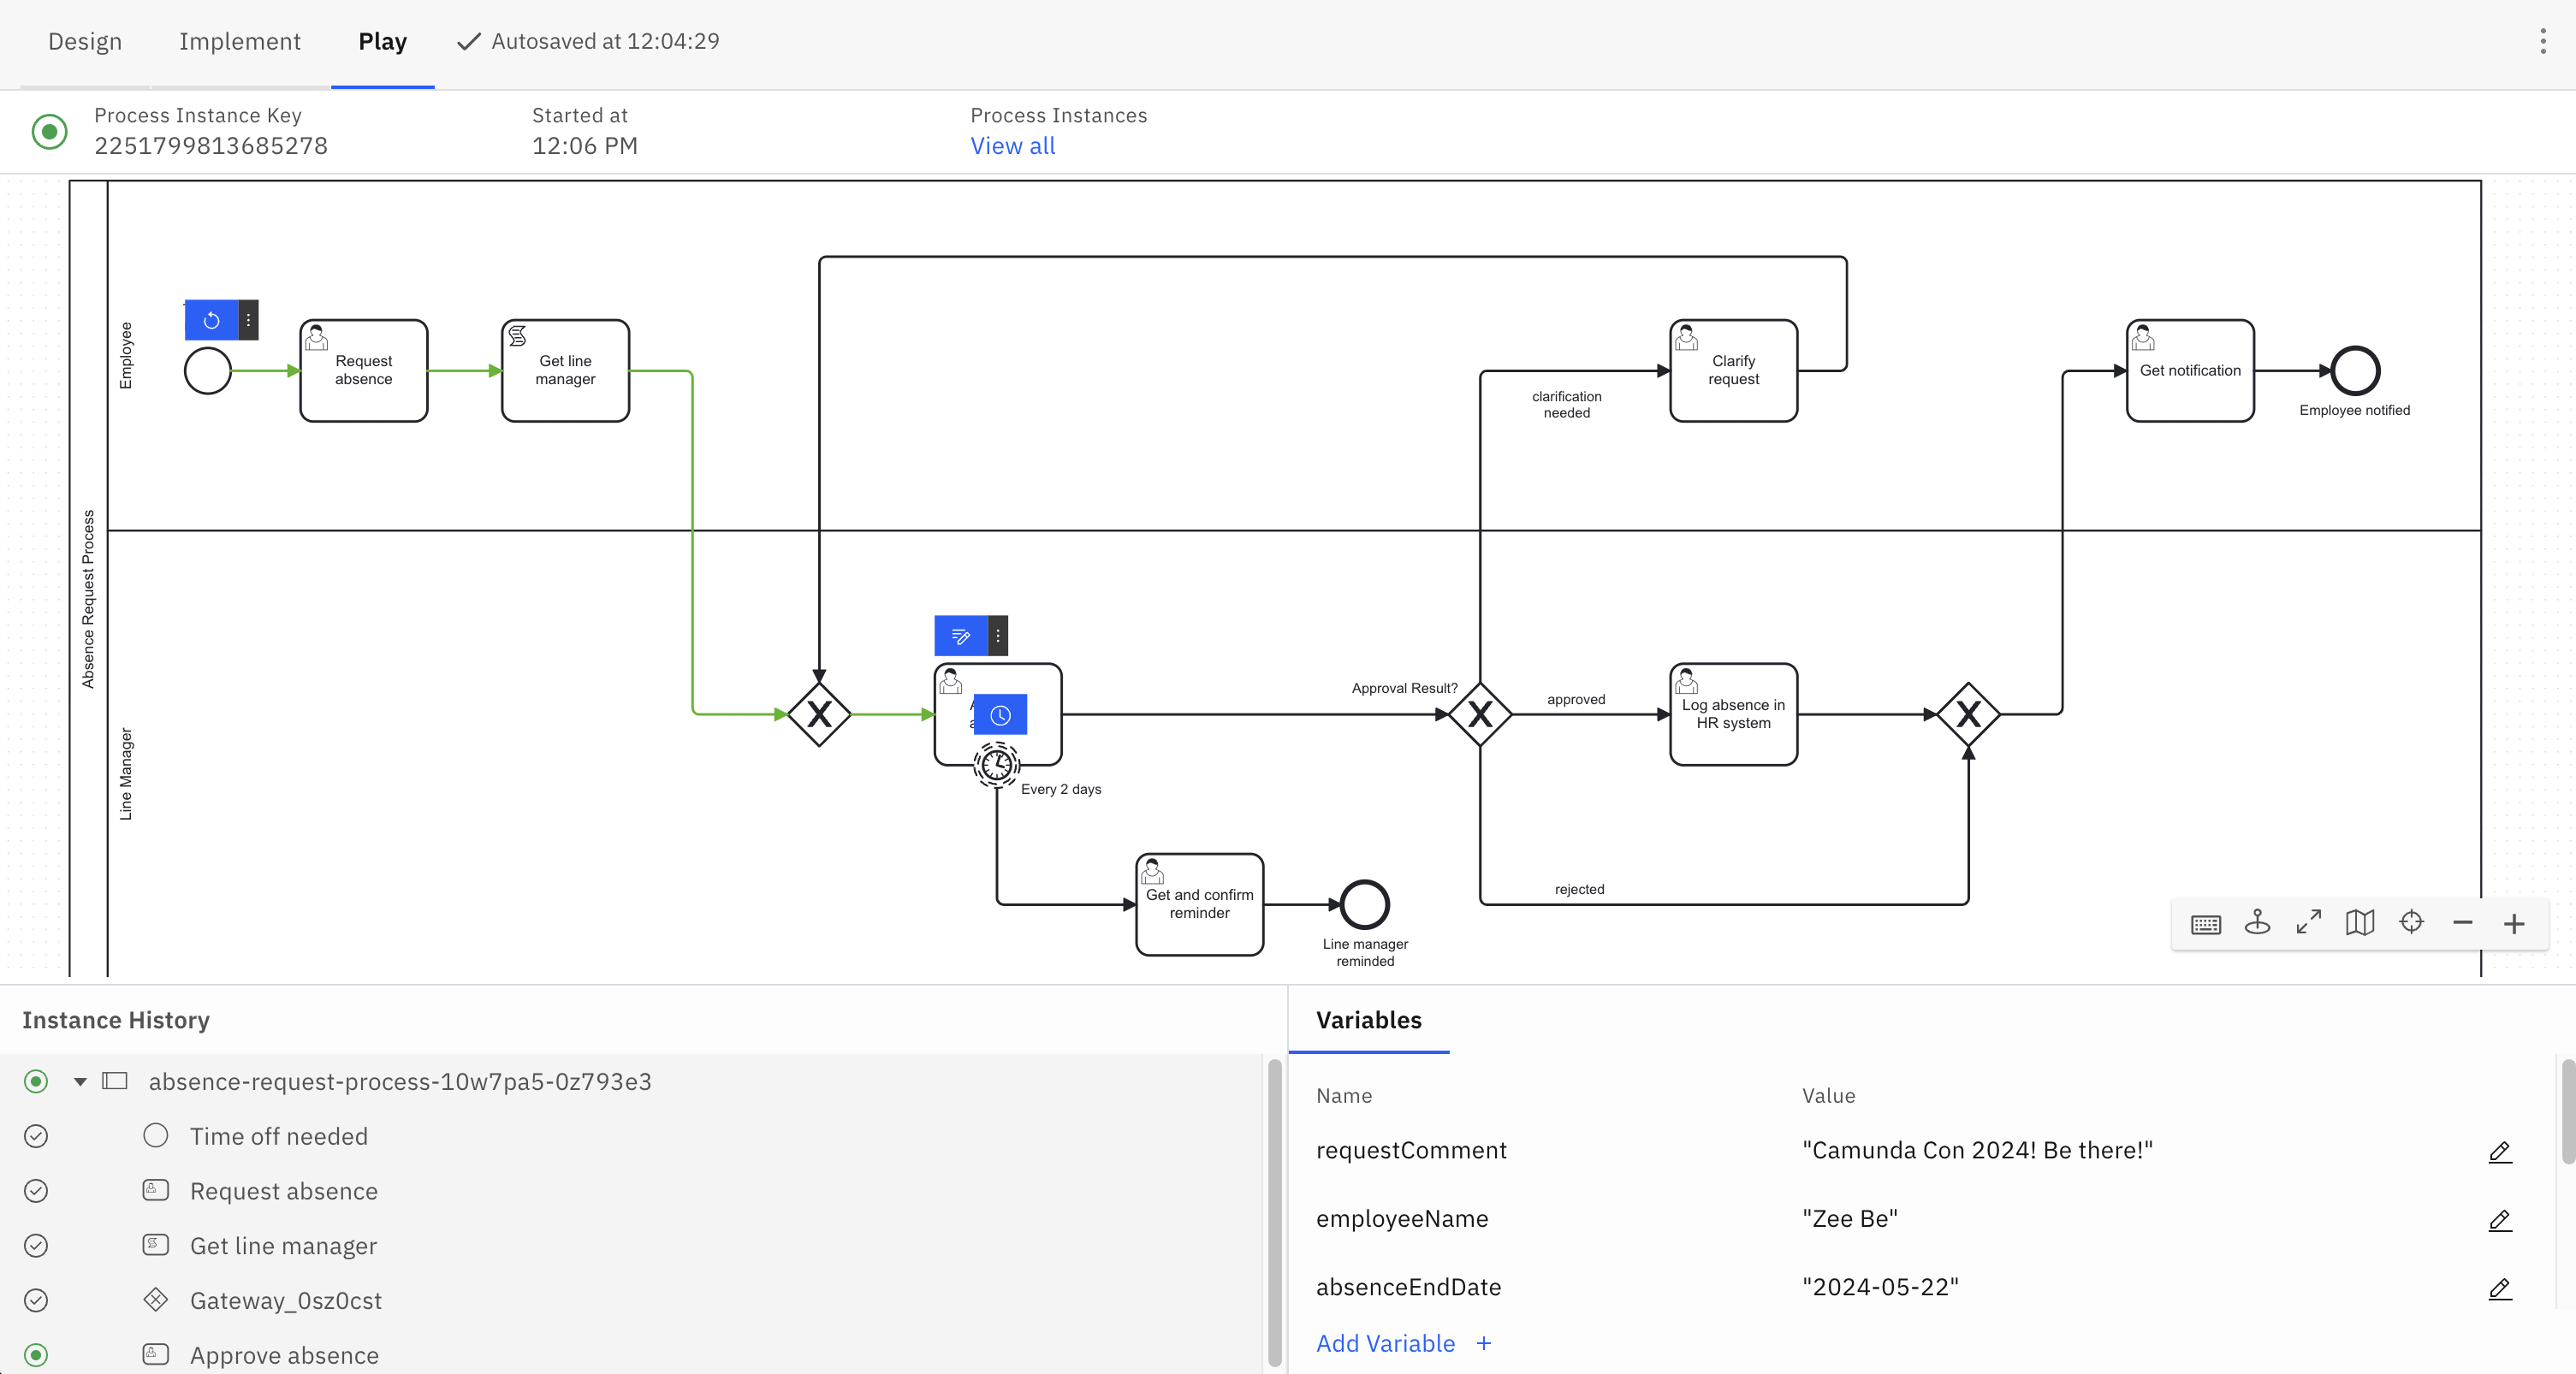 Design Implement Play Autosaved at 12:04:29
Process Instance Key Started at Process Instances
2251799813685278 12:06 PM View all
Absence Request Process
Employee
Request
absence
Get line
manager
clarification
needed
Clarify
request
Get notification
Employee notified
Line Manager
Approval Result?
approved
Log absence in
HR system
Every 2 days
Get and confirm
reminder
Line manager
reminded
rejected
Instance History
absence-request-process-10w7pa5-0z793e3
Time off needed
Request absence
Get line manager
Gateway_0sz0cst
Approve absence
Variables
Name Value
requestComment "Camunda Con 2024! Be there!"
employeeName "Zee Be"
absenceEndDate "2024-05-22"
Add Variable +